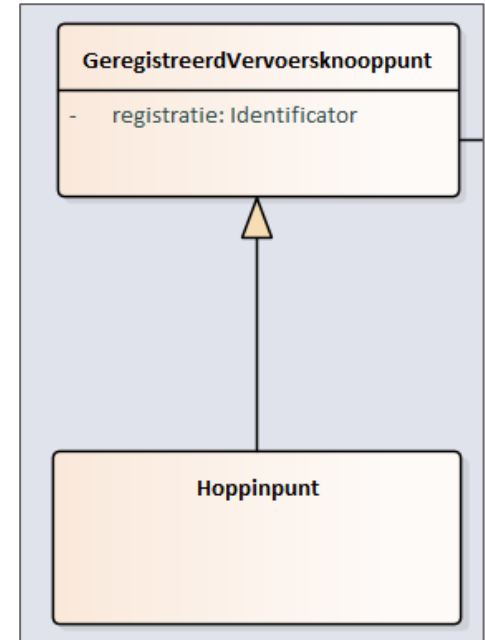 GeregistreerdVervoersknooppunt
- registratie: Identificator
Hoppinpunt